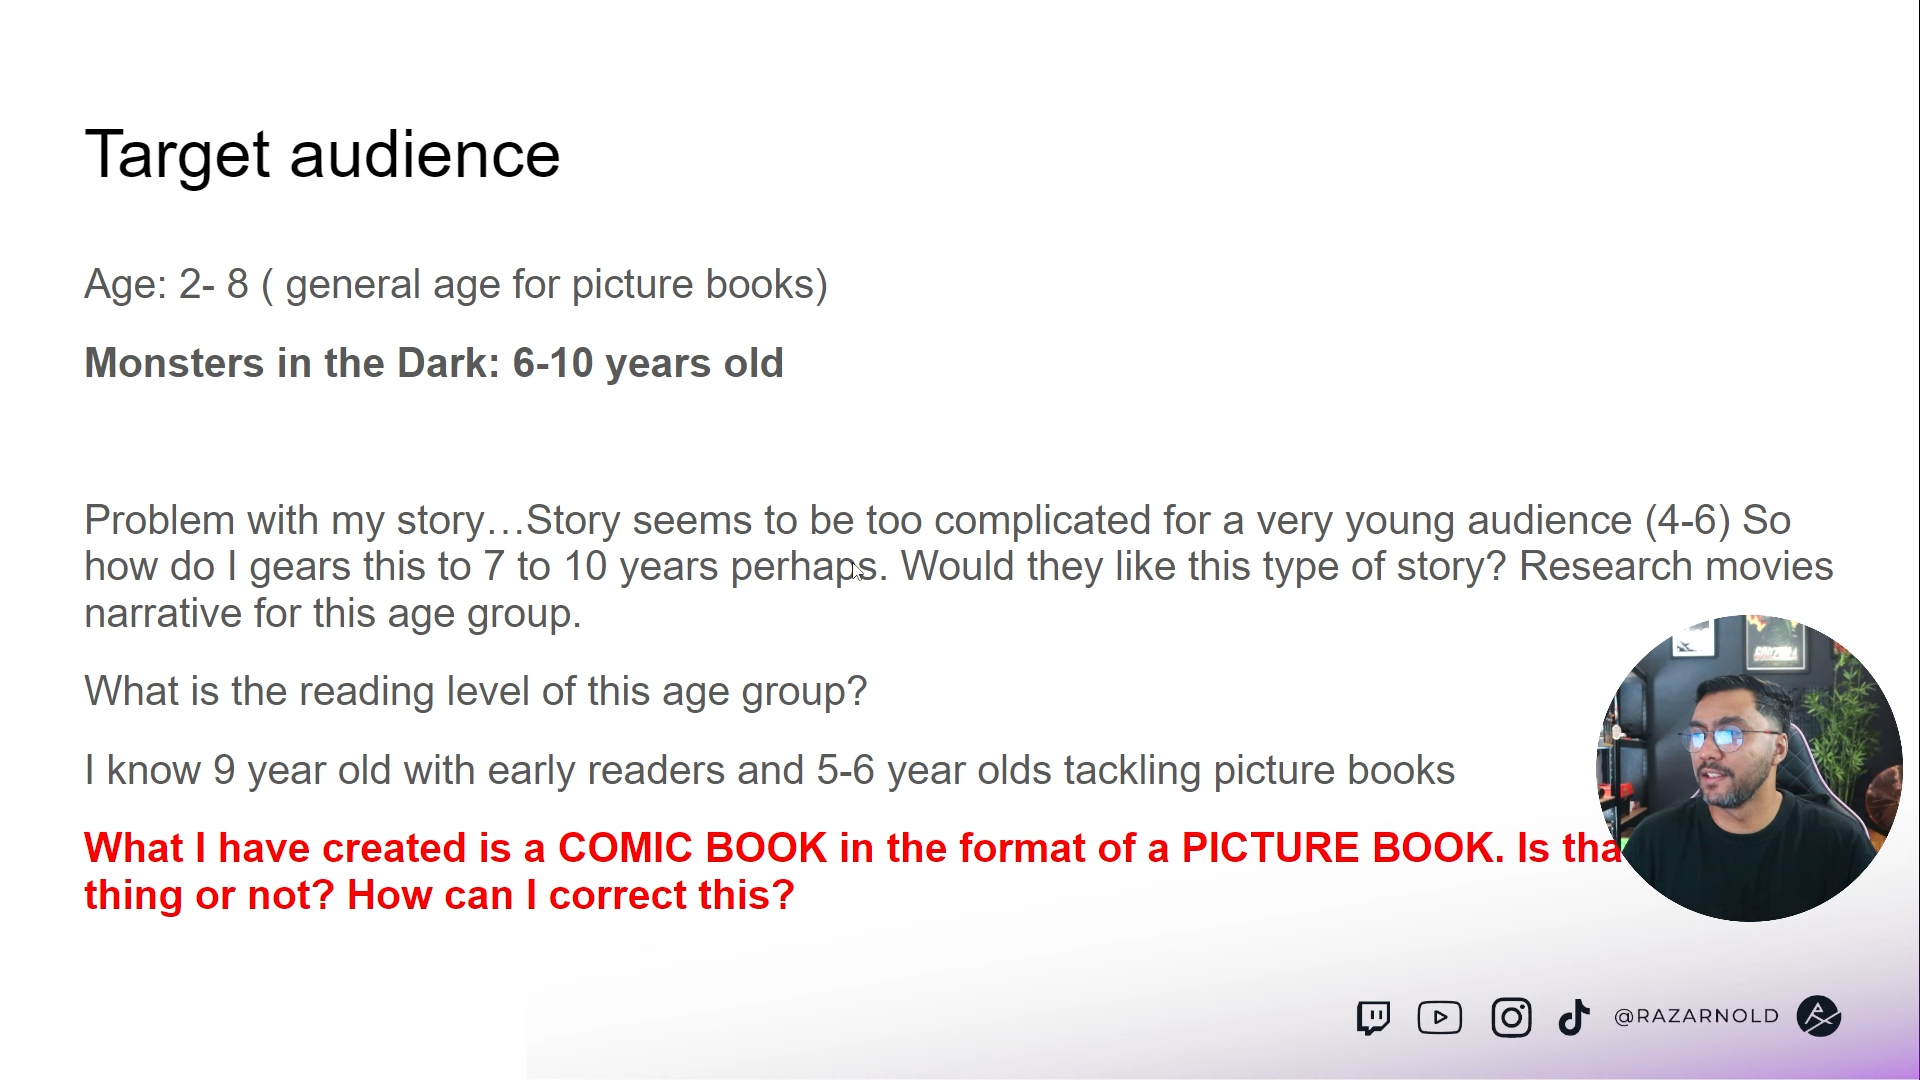 Target audience
Age: 2- 8 ( general age for picture books)
Monsters in the Dark: 6-10 years old
Problem with my story…Story seems to be too complicated for a very young audience (4-6) So
how do I gears this to 7 to 10 years perhaps. Would they like this type of story? Research movies
narrative for this age group.
What is the reading level of this age group?
I know 9 year old with early readers and 5-6 year olds tackling picture books
What I have created is a COMIC BOOK in the format of a PICTURE BOOK. Is tha
thing or not? How can I correct this?
@RAZARNOLD